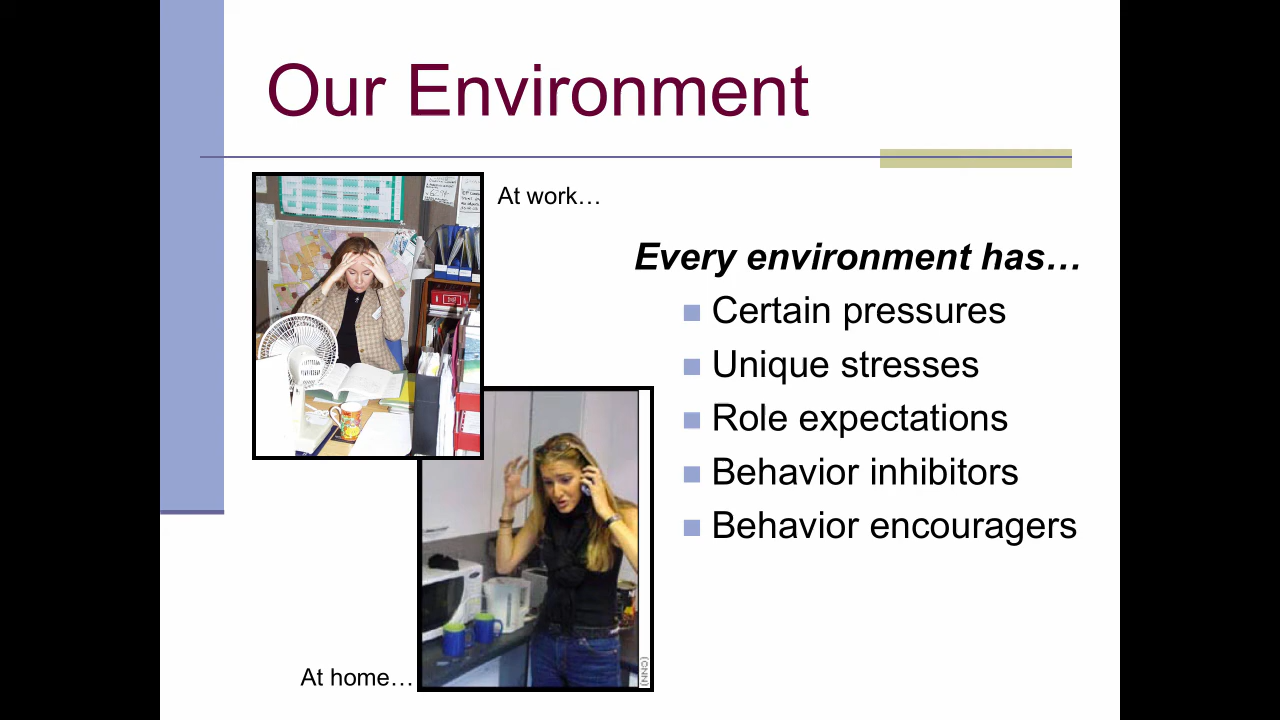 Our Environment
At work…
Every environment has…
Certain pressures
Unique stresses
Role expectations
Behavior inhibitors
Behavior encouragers
At home…
(CNN)